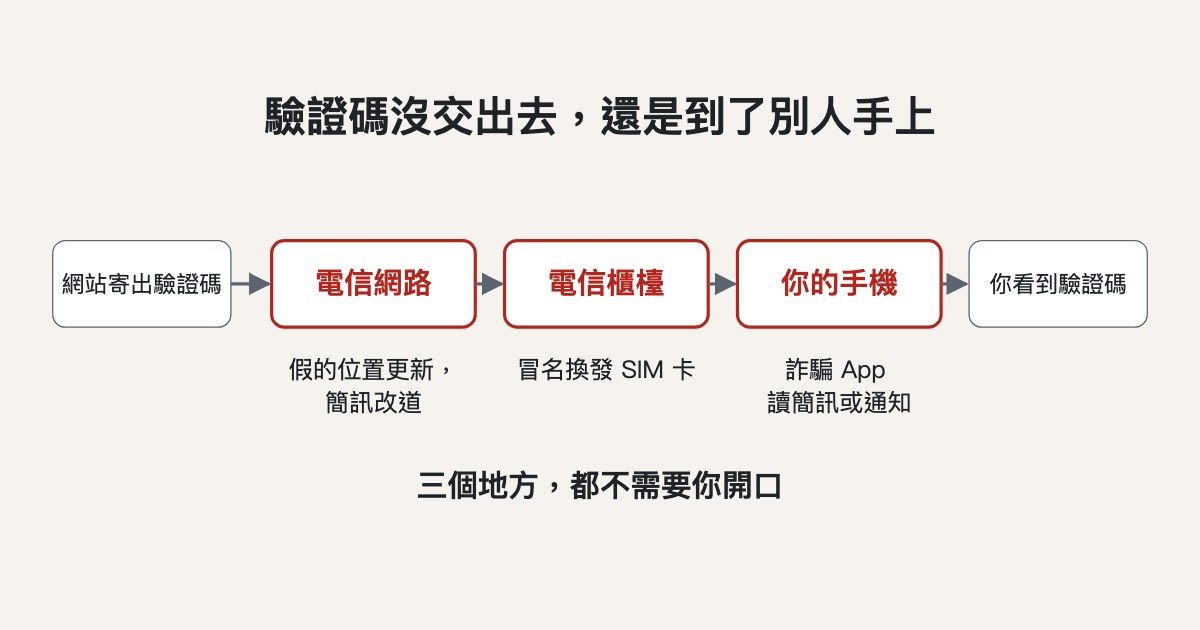 驗證碼沒交出去，還是到了別人手上
網站寄出驗證碼
電信網路
電信櫃檯
你的手機
你看到驗證碼
假的位置更新，
簡訊改道
冒名換發 SIM 卡
詐騙 App
讀簡訊或通知
三個地方，都不需要你開口